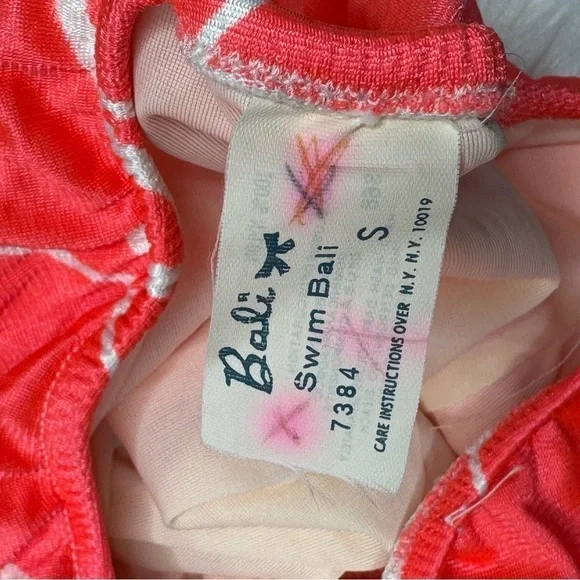 Bali
Swim Bali
7384 S
CARE INSTRUCTIONS OVER N.Y. N.Y. 10019